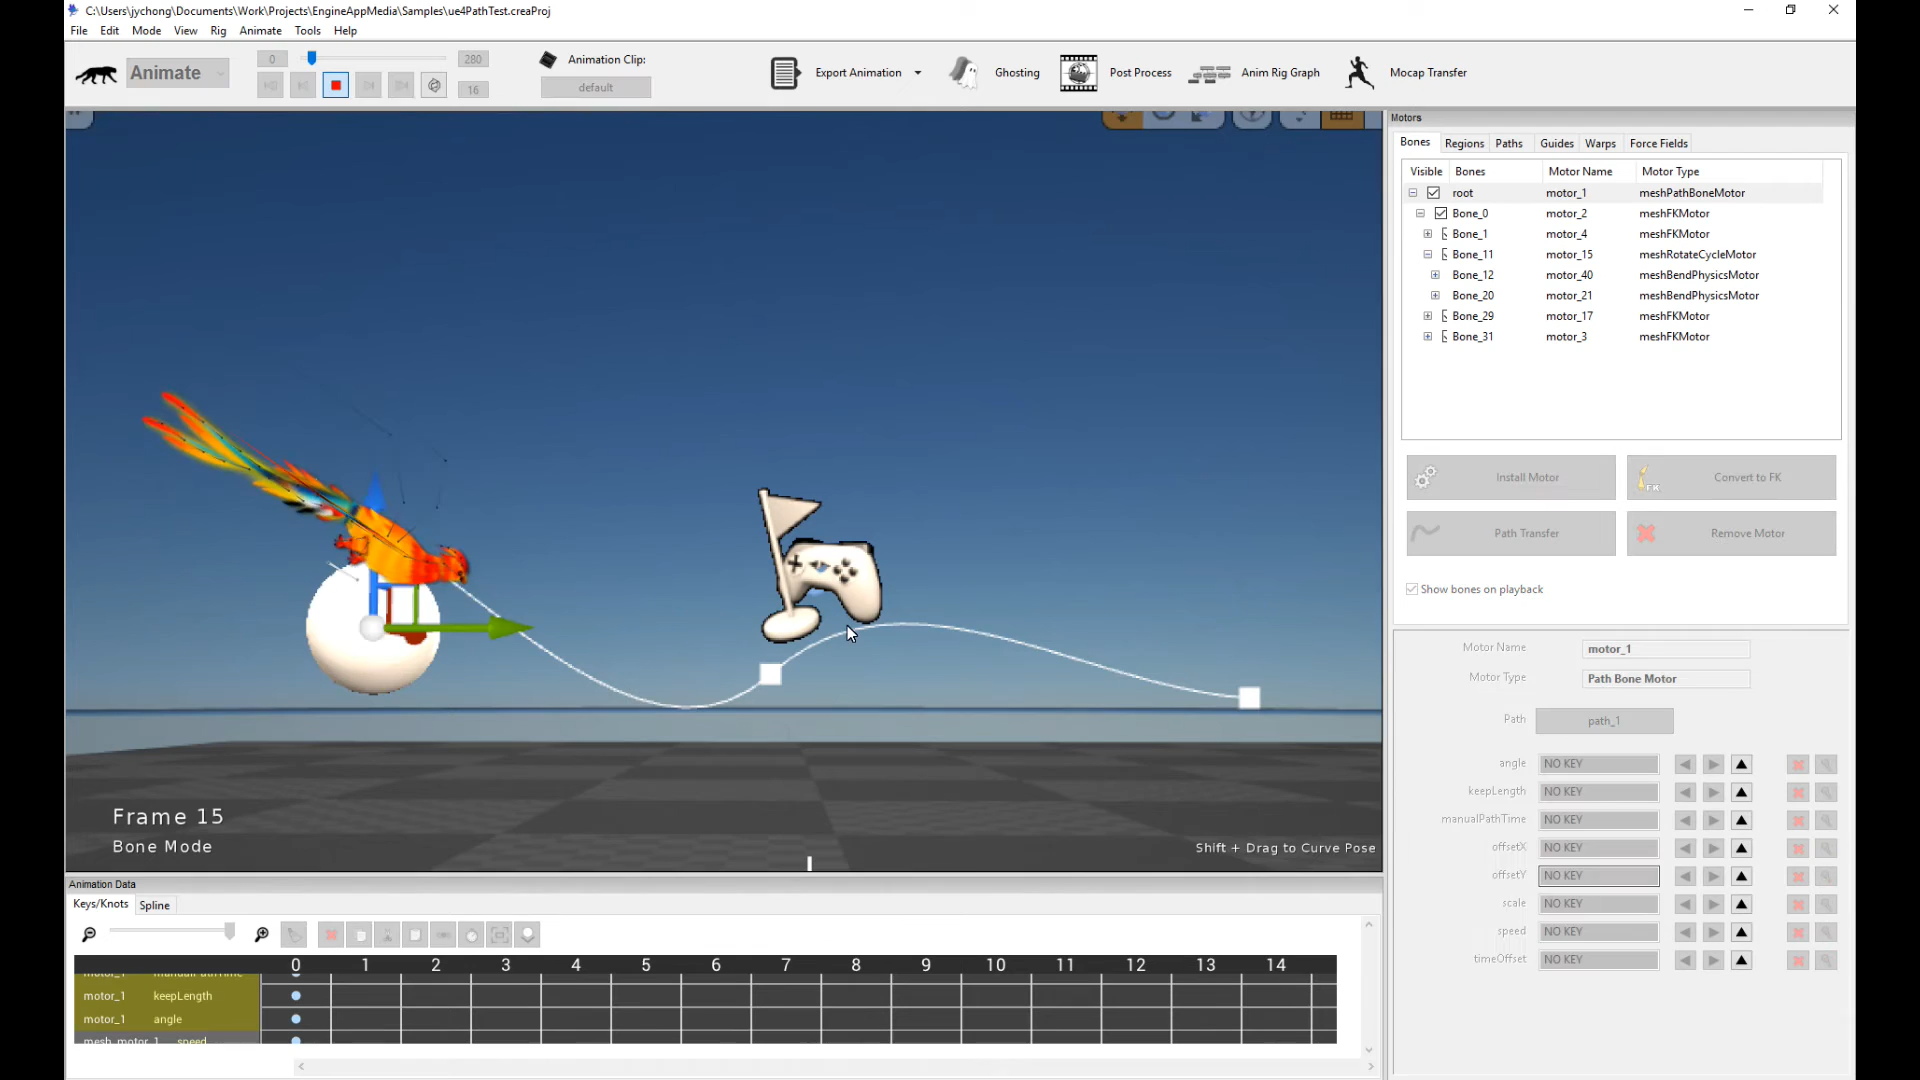 C:\Users\jychong\Documents\Work\Projects\EngineAppMedia\Samples\ue4PathTest.creaProj
File Edit Mode View Rig Animate Tools Help
Animate
0
280
16
Animation Clip:
default
Export Animation
Ghosting
Post Process
Anim Rig Graph
Mocap Transfer
Motors
Bones Regions Paths Guides Warps Force Fields
Visible Bones Motor Name Motor Type
root motor_1 meshPathBoneMotor
Bone_0 motor_2 meshFKMotor
Bone_1 motor_4 meshFKMotor
Bone_11 motor_15 meshRotateCycleMotor
Bone_12 motor_40 meshBendPhysicsMotor
Bone_20 motor_21 meshBendPhysicsMotor
Bone_29 motor_17 meshFKMotor
Bone_31 motor_3 meshFKMotor
Install Motor
FK
Convert to FK
Path Transfer
Remove Motor
Show bones on playback
Motor Name motor_1
Motor Type Path Bone Motor
Path path_1
angle NO KEY
keepLength NO KEY
manualPathTime NO KEY
offsetX NO KEY
offsetY NO KEY
scale NO KEY
speed NO KEY
timeOffset NO KEY
Frame 15
Bone Mode
Shift + Drag to Curve Pose
Animation Data
Keys/Knots Spline
0 1 2 3 4 5 6 7 8 9 10 11 12 13 14
motor_1 manualPathTime
motor_1 keepLength
motor_1 angle
mesh_motor_1 speed